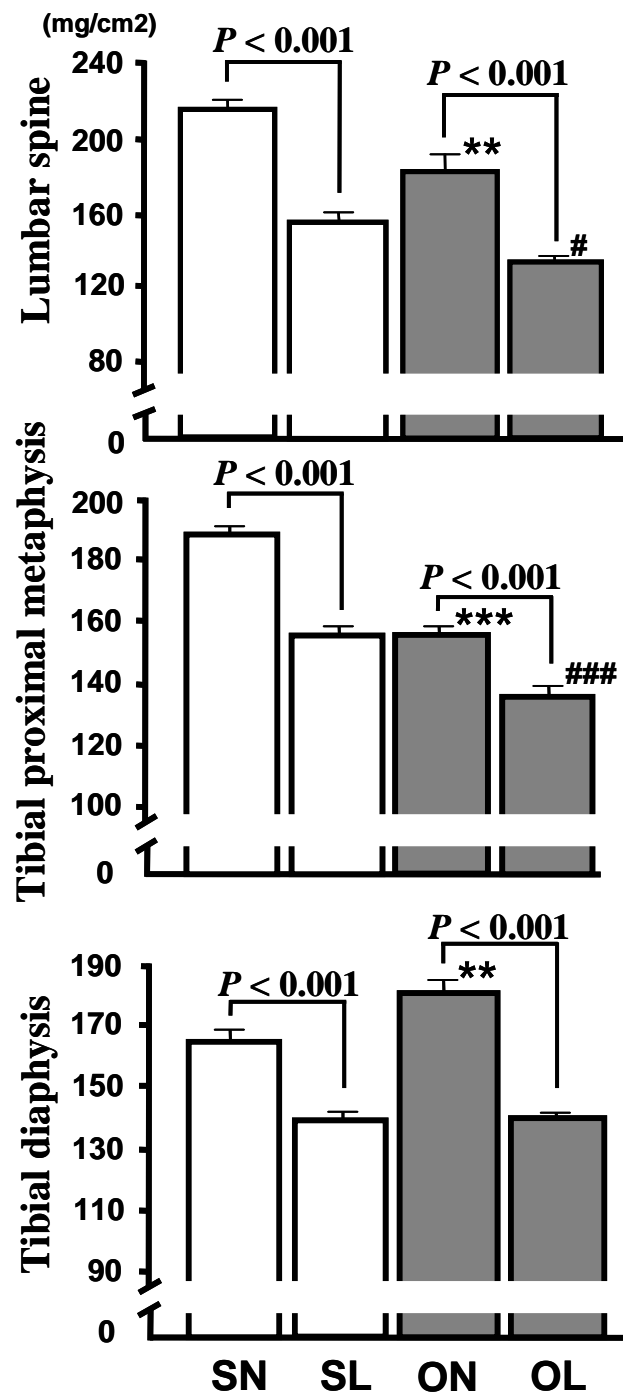 (mg/cm2)
P < 0.001
P < 0.001
240
200
160
120
80
0
**
#
Lumbar spine
P < 0.001
P < 0.001
200
180
160
140
120
100
0
***
###
Tibial proximal metaphysis
P < 0.001
P < 0.001
190
170
150
130
110
90
0
**
Tibial diaphysis
SN SL ON OL